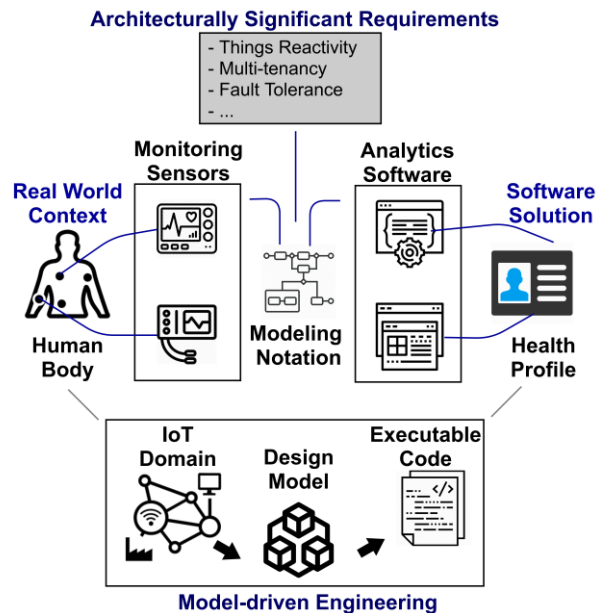 Architecturally Significant Requirements
- Things Reactivity
- Multi-tenancy
- Fault Tolerance
- ...
Monitoring
Sensors
Analytics
Software
Real World
Context
Software
Solution
Modeling
Notation
Human
Body
Health
Profile
IoT
Domain
Design
Model
Executable
Code
</>
Model-driven Engineering